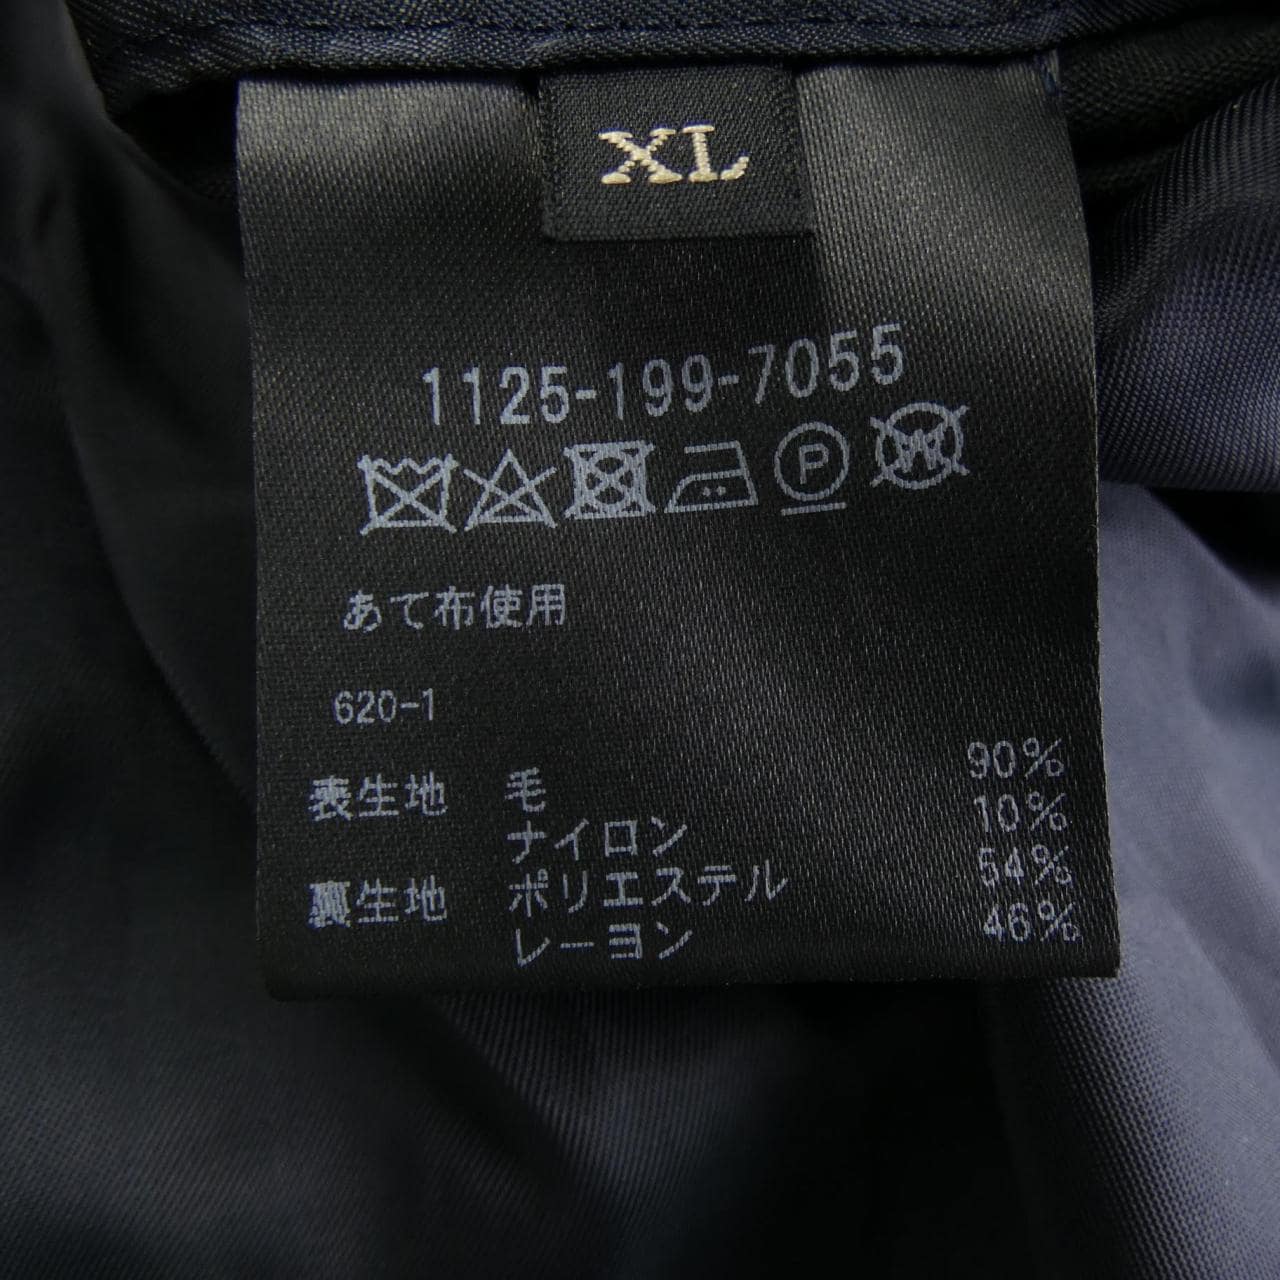 XL
1125-199-7055
P W
あて布使用
620-1
表生地 毛 90%
ナイロン 10%
裏生地 ポリエステル 54%
レーヨン 46%